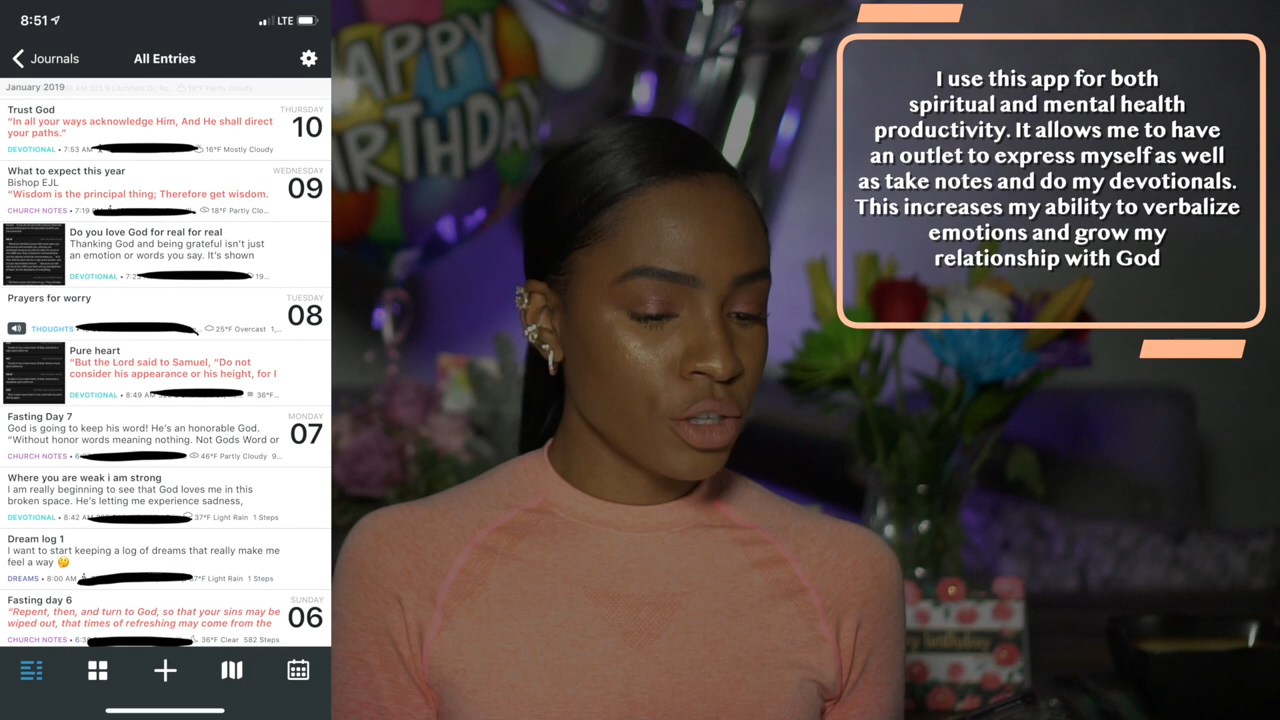 8:51
LTE
Journals
All Entries
January 2019
Trust God
THURSDAY
10
“In all your ways acknowledge Him, And He shall direct
your paths.”
DEVOTIONAL • 7:53 AM
16°F Mostly Cloudy
What to expect this year
WEDNESDAY
09
Bishop EJL
“Wisdom is the principal thing; Therefore get wisdom.
CHURCH NOTES • 7:19
18°F Partly Clo...
Do you love God for real for real
Thanking God and being grateful isn't just
an emotion or words you say. It's shown
DEVOTIONAL
19...
Prayers for worry
TUESDAY
08
THOUGHTS
25°F Overcast 1,...
Pure heart
“But the Lord said to Samuel, “Do not
consider his appearance or his height, for I
DEVOTIONAL • 8:49 AM
36°F...
Fasting Day 7
MONDAY
07
God is going to keep his word! He's an honorable God.
“Without honor words meaning nothing. Not Gods Word or
CHURCH NOTES • 6:
46°F Partly Cloudy 9...
Where you are weak i am strong
I am really beginning to see that God loves me in this
broken space. He's letting me experience sadness,
DEVOTIONAL • 8:42 AM
37°F Light Rain 1 Steps
Dream log 1
I want to start keeping a log of dreams that really make me
feel a way 🤔
DREAMS • 8:00 AM
7°F Light Rain 1 Steps
Fasting day 6
SUNDAY
06
“Repent, then, and turn to God, so that your sins may be
wiped out, that times of refreshing may come from the
CHURCH NOTES • 6:3
36°F Clear 582 Steps
HAPPY
BIRTHDAY
I use this app for both
spiritual and mental health
productivity. It allows me to have
an outlet to express myself as well
as take notes and do my devotionals.
This increases my ability to verbalize
emotions and grow my
relationship with God